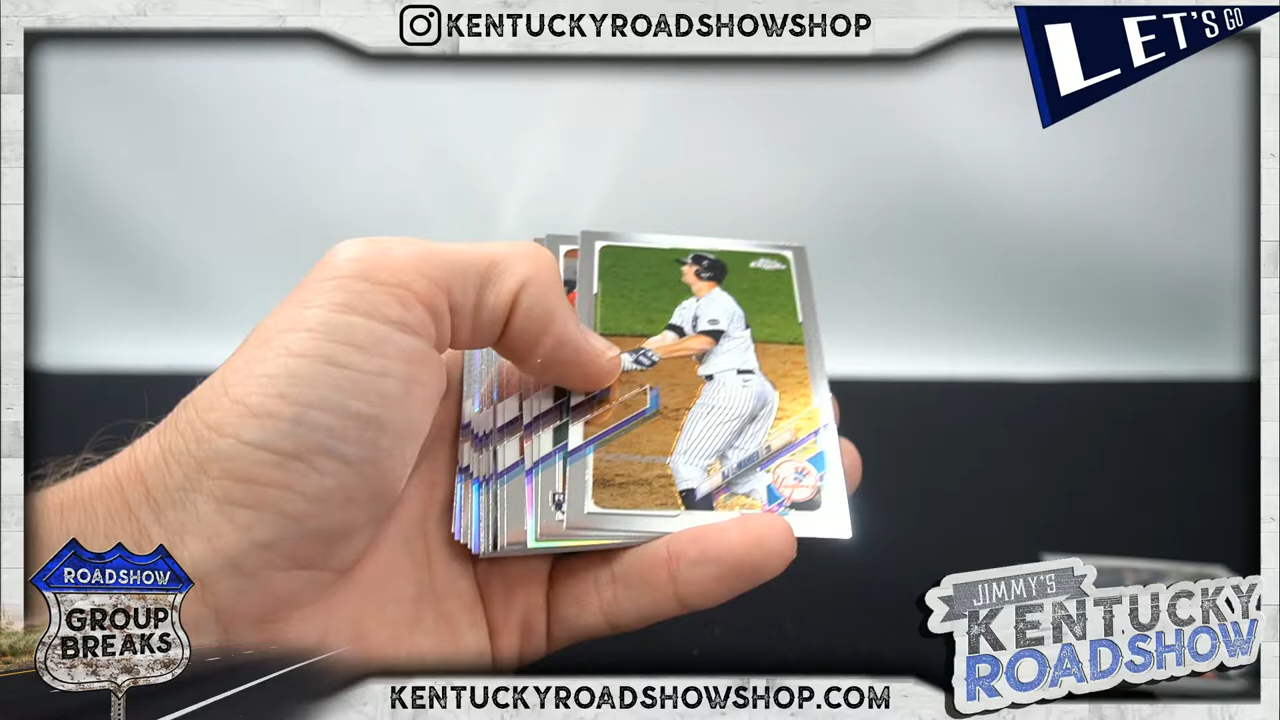 KENTUCKYROADSHOWSHOP
LET'S GO
ROADSHOW
GROUP
BREAKS
JIMMY'S
KENTUCKY
ROADSHOW
KENTUCKYROADSHOWSHOP.COM